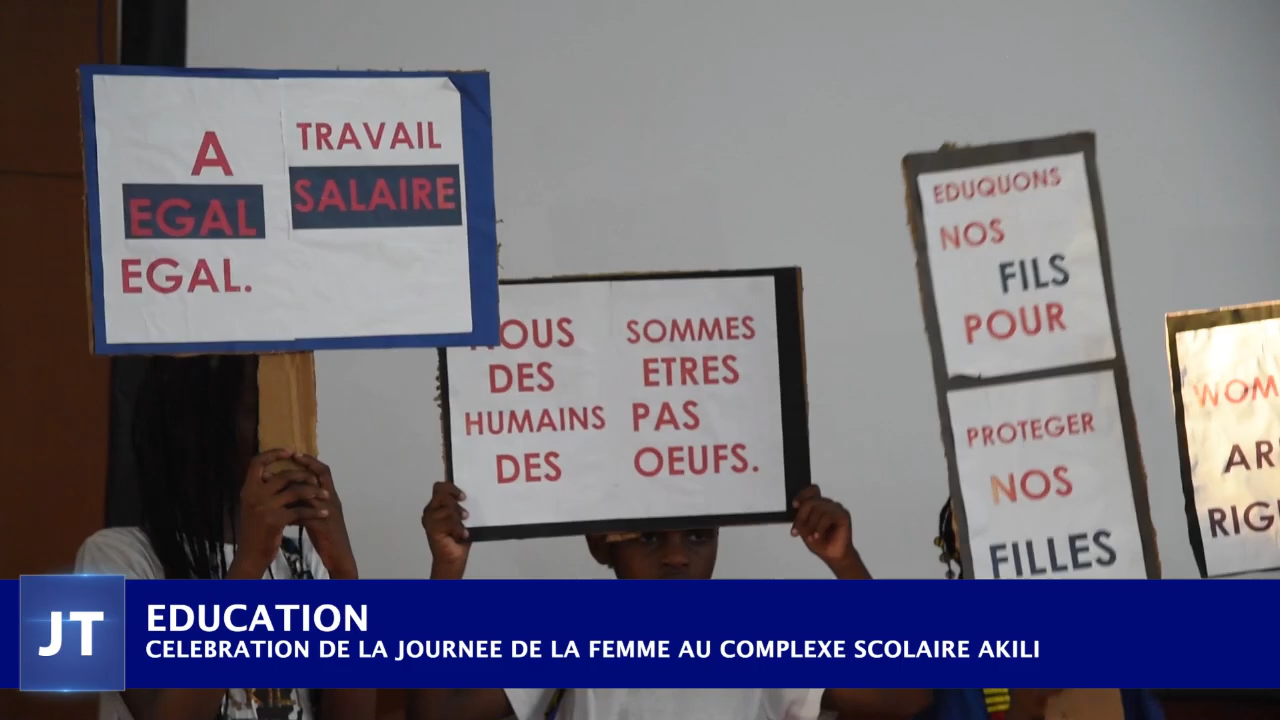 A TRAVAIL
EGAL SALAIRE
EGAL.
NOUS SOMMES
DES ETRES
HUMAINS PAS
DES OEUFS.
EDUQUONS
NOS
FILS
POUR
PROTEGER
NOS
FILLES
JT
EDUCATION
CELEBRATION DE LA JOURNEE DE LA FEMME AU COMPLEXE SCOLAIRE AKILI